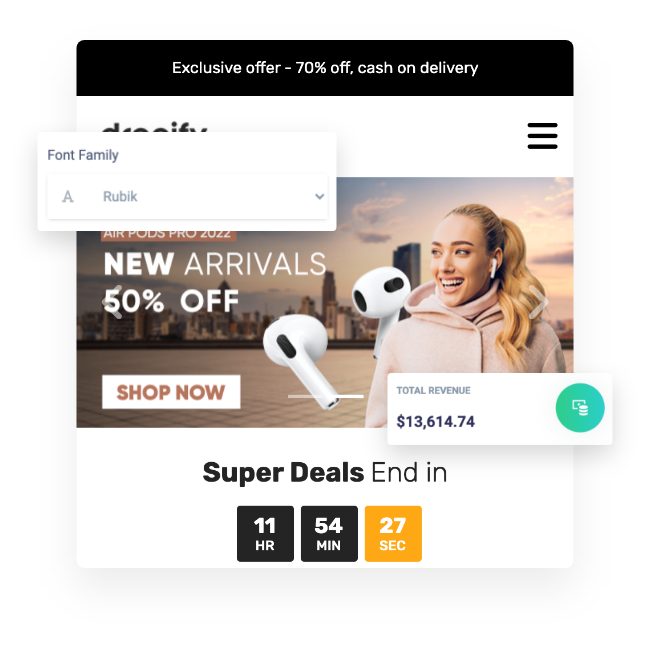 Exclusive offer - 70% off, cash on delivery
Font Family
A Rubik
AIR PODS PRO 2022
NEW ARRIVALS
50% OFF
SHOP NOW
TOTAL REVENUE
$13,614.74
Super Deals End in
11 54 27
HR MIN SEC